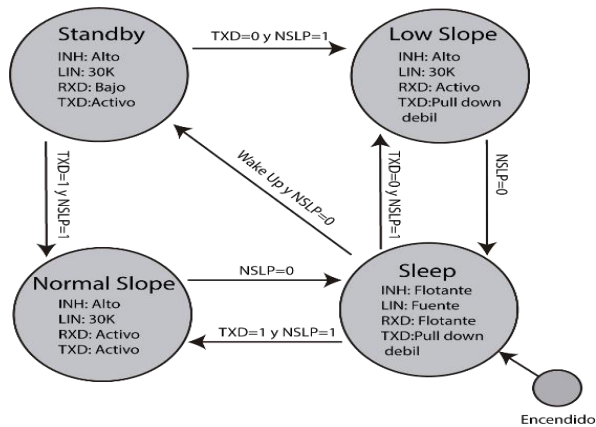 Standby
INH: Alto
LIN: 30K
RXD: Bajo
TXD:Activo
TXD=0 y NSLP=1
Low Slope
INH: Alto
LIN: 30K
RXD: Activo
TXD:Pull down
debil
TXD=1 y NSLP=1
Wake Up y NSLP=0
TXD=0 y NSLP=1
NSLP=0
Normal Slope
INH: Alto
LIN: 30K
RXD: Activo
TXD: Activo
NSLP=0
TXD=1 y NSLP=1
Sleep
INH: Flotante
LIN: Fuente
RXD: Flotante
TXD:Pull down
debil
Encendido